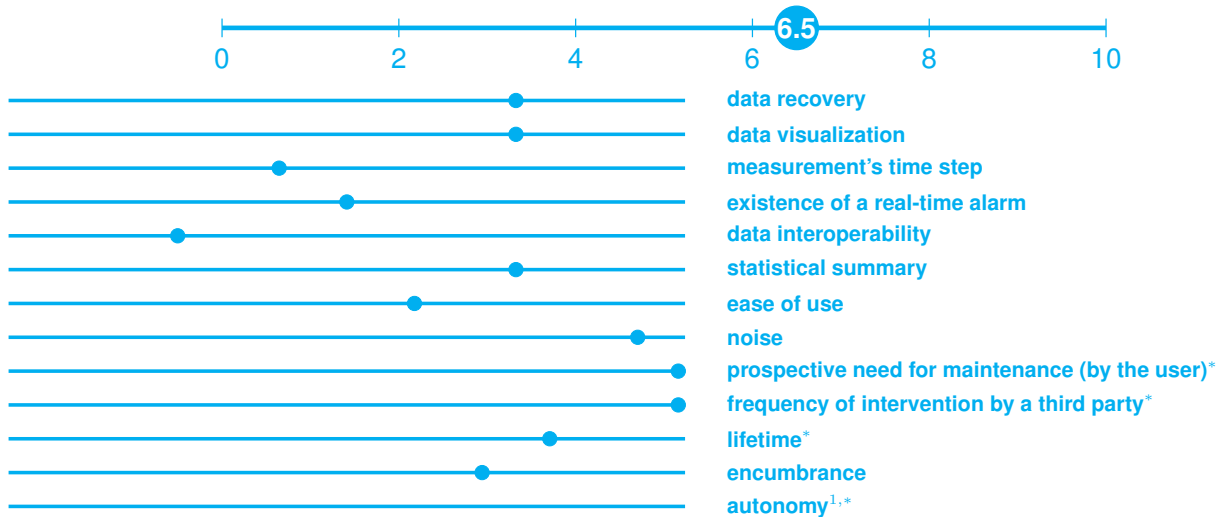 6.5
0 2 4 6 8 10
data recovery
data visualization
measurement's time step
existence of a real-time alarm
data interoperability
statistical summary
ease of use
noise
prospective need for maintenance (by the user)*
frequency of intervention by a third party*
lifetime*
encumbrance
autonomy1,*